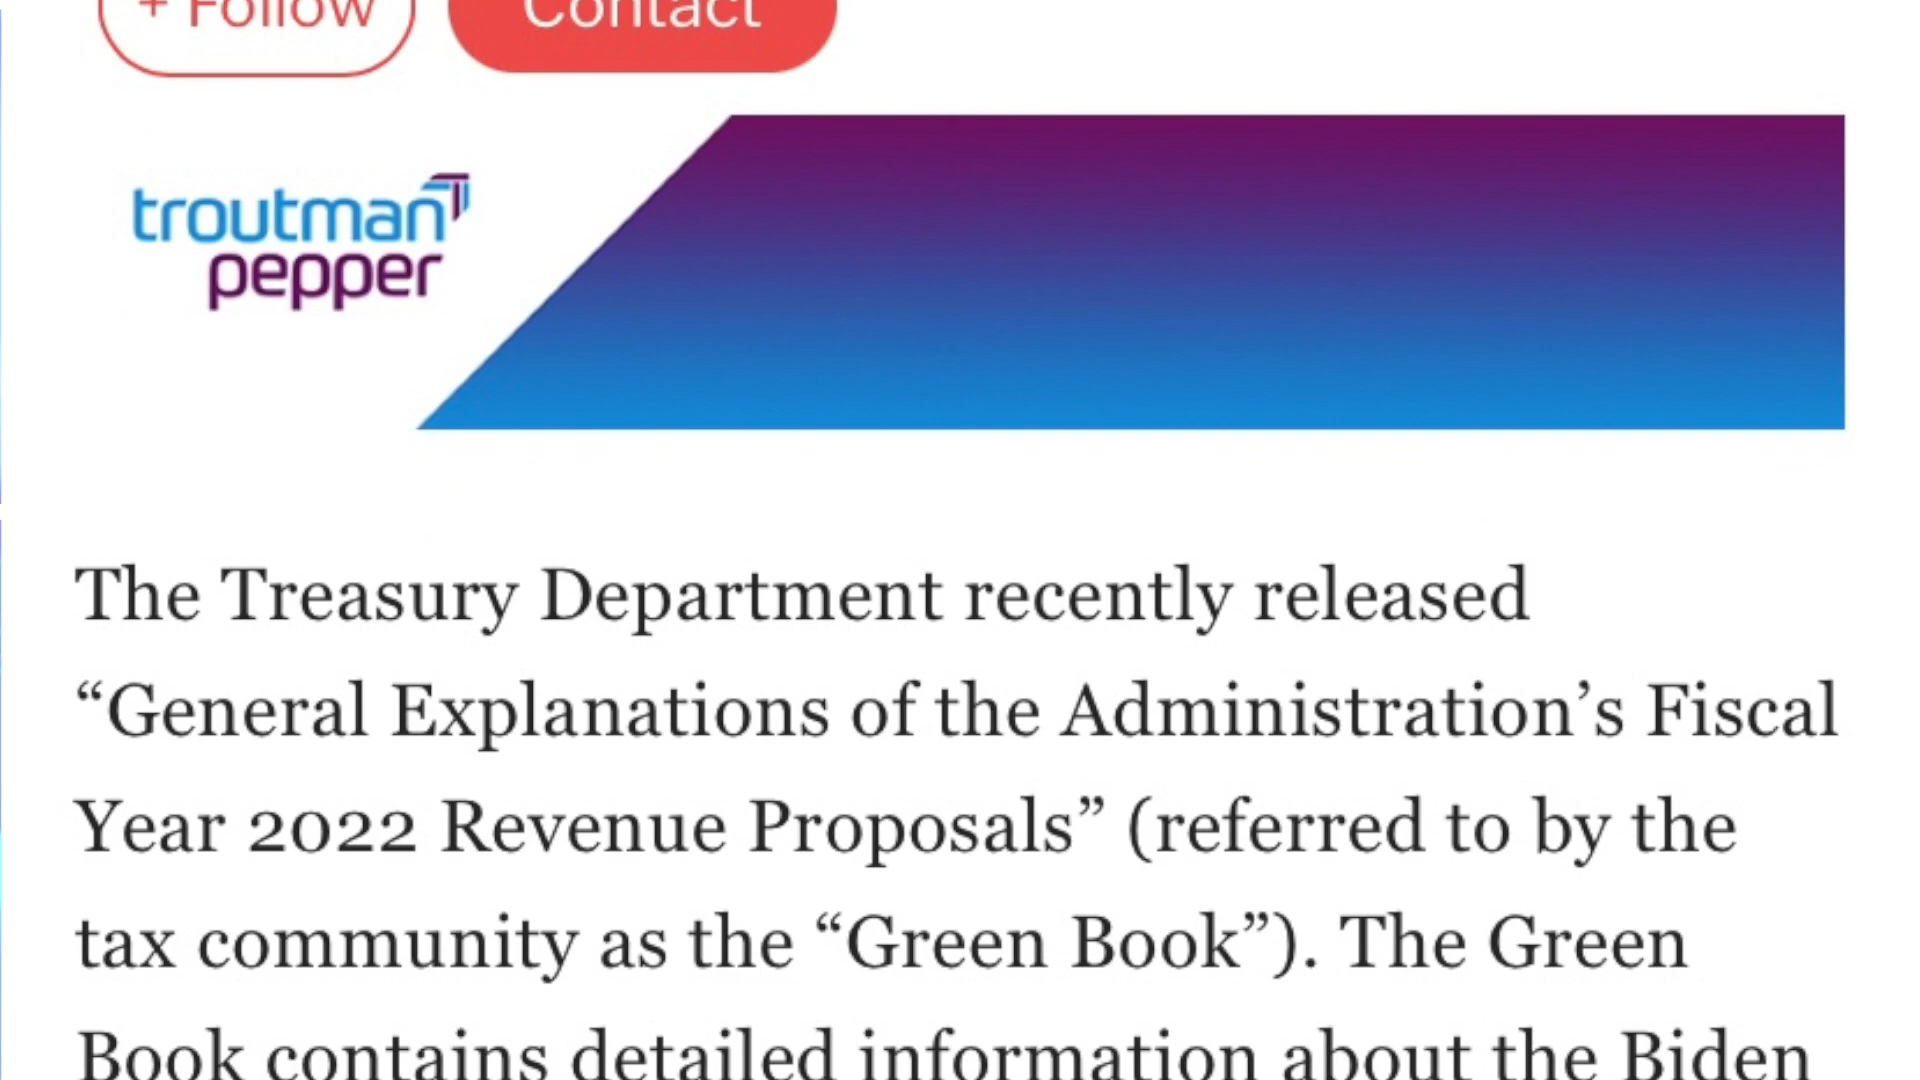 + Follow
Contact
troutman
pepper
The Treasury Department recently released
“General Explanations of the Administration’s Fiscal
Year 2022 Revenue Proposals” (referred to by the
tax community as the “Green Book”). The Green
Book contains detailed information about the Biden